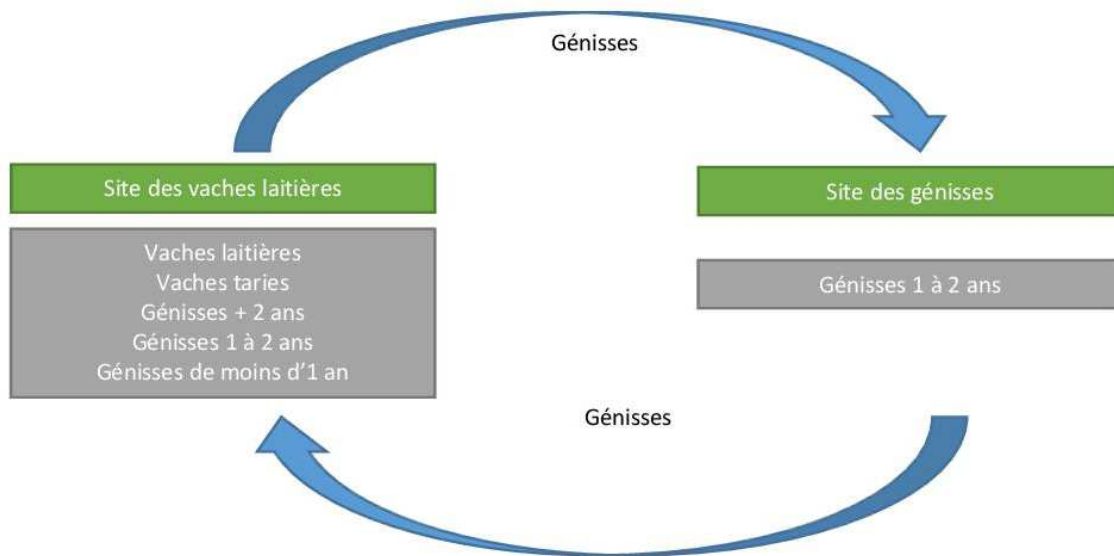 Génisses
Site des vaches laitières
Site des génisses
Vaches laitières
Vaches taries
Génisses + 2 ans
Génisses 1 à 2 ans
Génisses de moins d’1 an
Génisses 1 à 2 ans
Génisses